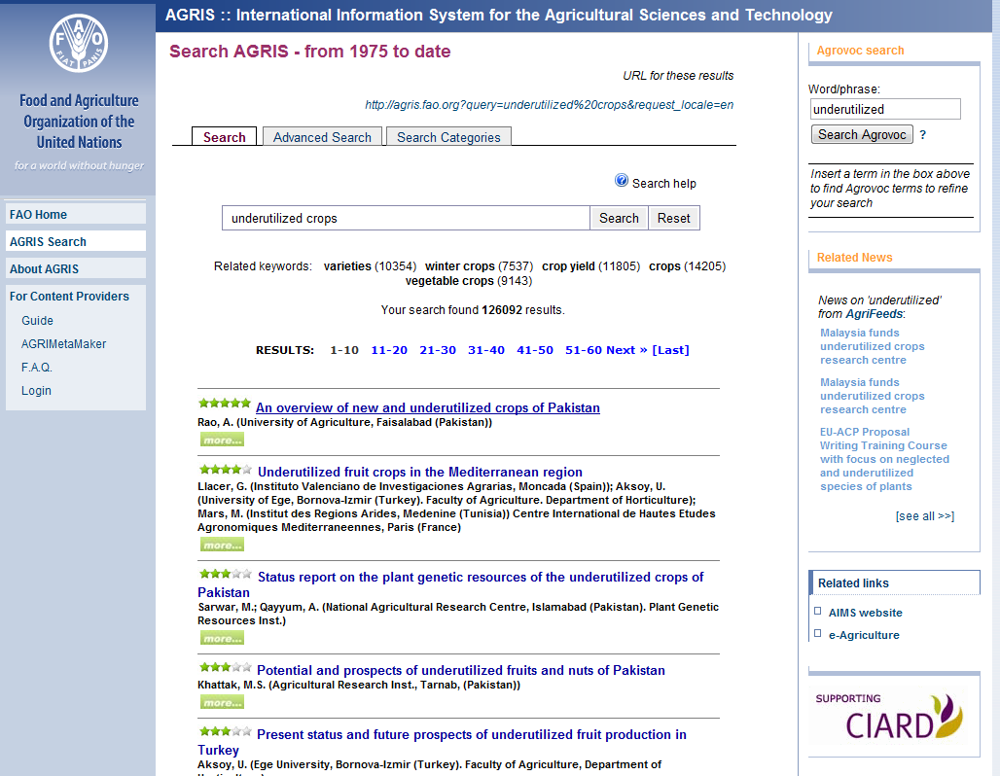 AGRIS :: International Information System for the Agricultural Sciences and Technology
FAO
FIAT PANIS
Food and Agriculture
Organization of the
United Nations
for a world without hunger
FAO Home
AGRIS Search
About AGRIS
For Content Providers
Guide
AGRIMetaMaker
F.A.Q.
Login
Search AGRIS - from 1975 to date
URL for these results
http://agris.fao.org?query=underutilized%20crops&request_locale=en
Search Advanced Search Search Categories
? Search help
underutilized crops Search Reset
Related keywords: varieties (10354) winter crops (7537) crop yield (11805) crops (14205)
vegetable crops (9143)
Your search found 126092 results.
RESULTS: 1-10 11-20 21-30 31-40 41-50 51-60 Next » [Last]
An overview of new and underutilized crops of Pakistan
Rao, A. (University of Agriculture, Faisalabad (Pakistan))
more...
Underutilized fruit crops in the Mediterranean region
Llacer, G. (Instituto Valenciano de Investigaciones Agrarias, Moncada (Spain)); Aksoy, U.
(University of Ege, Bornova-Izmir (Turkey). Faculty of Agriculture. Department of Horticulture);
Mars, M. (Institut des Regions Arides, Medenine (Tunisia)) Centre International de Hautes Etudes
Agronomiques Mediterraneennes, Paris (France)
more...
Status report on the plant genetic resources of the underutilized crops of
Pakistan
Sarwar, M.; Qayyum, A. (National Agricultural Research Centre, Islamabad (Pakistan). Plant Genetic
Resources Inst.)
more...
Potential and prospects of underutilized fruits and nuts of Pakistan
Khattak, M.S. (Agricultural Research Inst., Tarnab, (Pakistan))
more...
Present status and future prospects of underutilized fruit production in
Turkey
Aksoy, U. (Ege University, Bornova-Izmir (Turkey). Faculty of Agriculture, Department of
Agrovoc search
Word/phrase:
underutilized
Search Agrovoc ?
Insert a term in the box above
to find Agrovoc terms to refine
your search
Related News
News on 'underutilized'
from AgriFeeds:
Malaysia funds
underutilized crops
research centre
Malaysia funds
underutilized crops
research centre
EU-ACP Proposal
Writing Training Course
with focus on neglected
and underutilized
species of plants
[see all >>]
Related links
AIMS website
e-Agriculture
SUPPORTING
CIARD